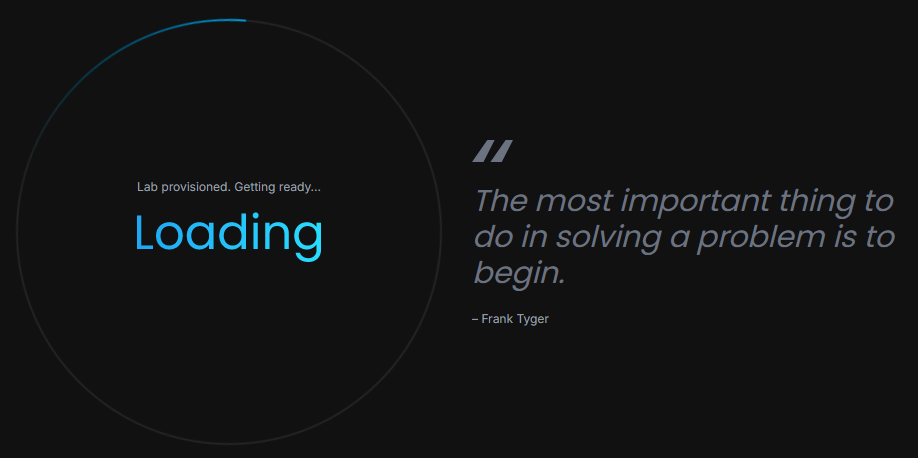 Lab provisioned. Getting ready...
Loading
"
The most important thing to
do in solving a problem is to
begin.
– Frank Tyger